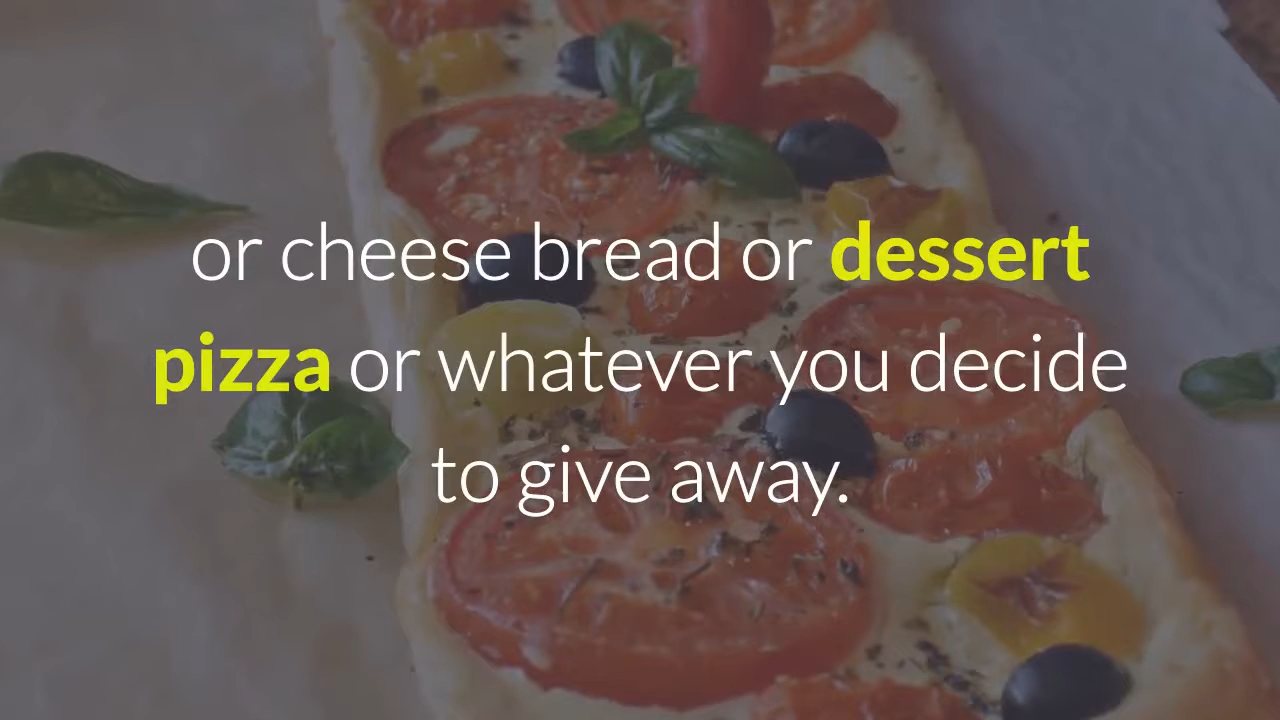 or cheese bread or dessert
pizza or whatever you decide
to give away.